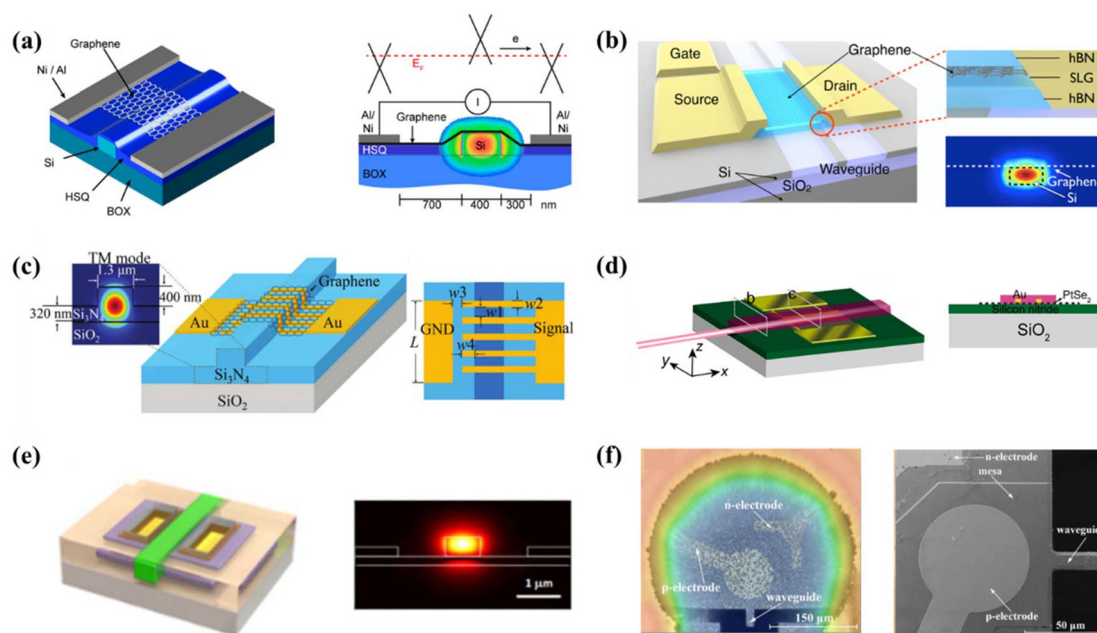 (a)
Graphene
Ni / Al
Si
HSQ
BOX
E_F
e
I
Al/
Ni
Al/
Ni
Graphene
HSQ
Si
BOX
700
400
300
nm
(b)
Gate
Source
Graphene
Drain
Si
SiO₂
Waveguide
hBN
SLG
hBN
Graphen
Si
(c)
TM mode
1.3 μm
400 nm
320 nm
Si₃N₄
SiO₂
Graphene
Au
Au
Si₃N₄
SiO₂
w3
w2
w1
GND
Signal
L
w4
(d)
b
c
z
y
x
Au
PtSe₂
Silicon nitride
SiO₂
(e)
1 μm
(f)
n-electrode
p-electrode
waveguide
150 μm
n-electrode
mesa
waveguid
p-electrode
50 μm